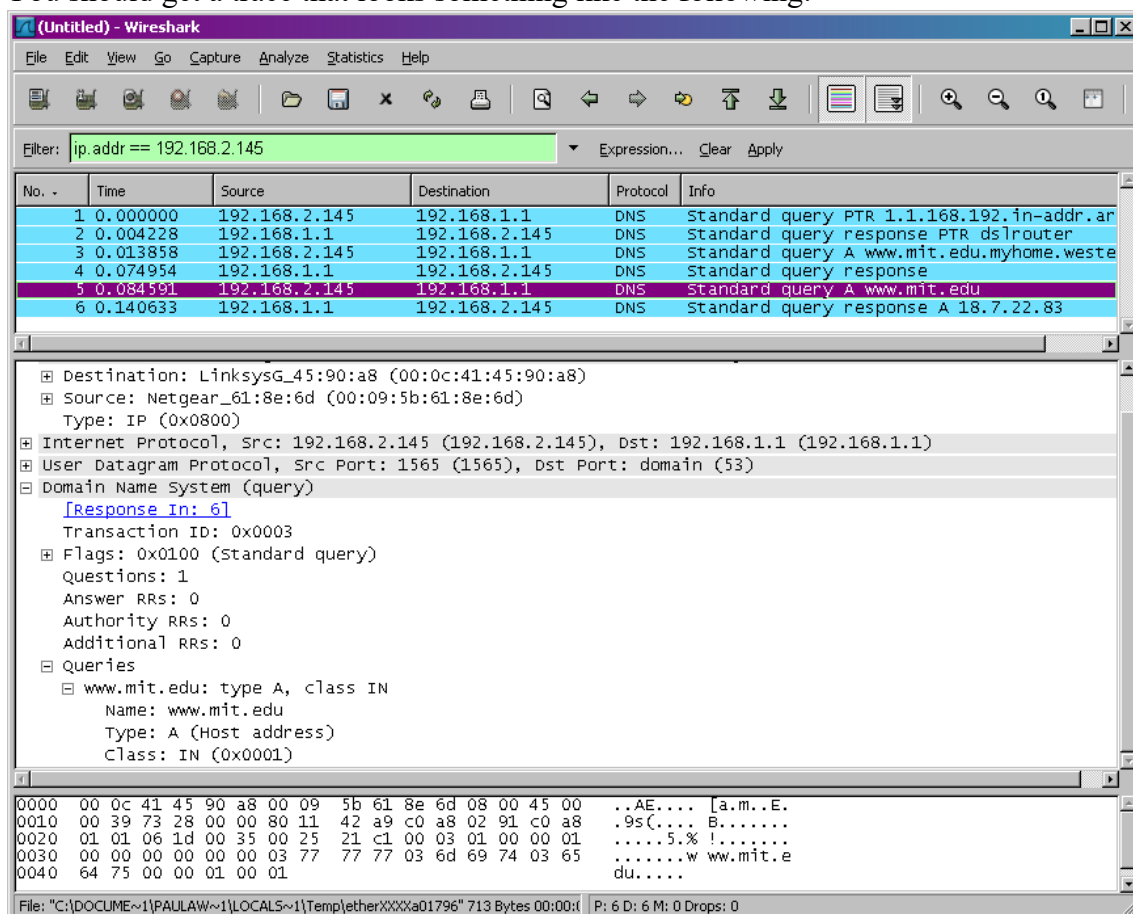 You should get a trace that looks something like the following:
(Untitled) - Wireshark
File Edit View Go Capture Analyze Statistics Help
Filter: ip.addr == 192.168.2.145 Expression... Clear Apply
No. - Time Source Destination Protocol Info
1 0.000000 192.168.2.145 192.168.1.1 DNS Standard query PTR 1.1.168.192.in-addr.ar
2 0.004228 192.168.1.1 192.168.2.145 DNS Standard query response PTR dslrouter
3 0.013858 192.168.2.145 192.168.1.1 DNS Standard query A www.mit.edu.myhome.weste
4 0.074954 192.168.1.1 192.168.2.145 DNS Standard query response
5 0.084591 192.168.2.145 192.168.1.1 DNS Standard query A www.mit.edu
6 0.140633 192.168.1.1 192.168.2.145 DNS Standard query response A 18.7.22.83
Destination: LinksysG_45:90:a8 (00:0c:41:45:90:a8)
Source: Netgear_61:8e:6d (00:09:5b:61:8e:6d)
Type: IP (0x0800)
Internet Protocol, Src: 192.168.2.145 (192.168.2.145), Dst: 192.168.1.1 (192.168.1.1)
User Datagram Protocol, Src Port: 1565 (1565), Dst Port: domain (53)
Domain Name System (query)
[Response In: 6]
Transaction ID: 0x0003
Flags: 0x0100 (Standard query)
Questions: 1
Answer RRs: 0
Authority RRs: 0
Additional RRs: 0
Queries
www.mit.edu: type A, class IN
Name: www.mit.edu
Type: A (Host address)
Class: IN (0x0001)
0000 00 0c 41 45 90 a8 00 09 5b 61 8e 6d 08 00 45 00 ..AE.... [a.m..E.
0010 00 39 73 28 00 00 80 11 42 a9 c0 a8 02 91 c0 a8 .9s(.... B.......
0020 01 01 06 1d 00 35 00 25 21 c1 00 03 01 00 00 01 .....5.% !.......
0030 00 00 00 00 00 00 03 77 77 77 03 6d 69 74 03 65 .......w ww.mit.e
0040 64 75 00 00 01 00 01 du.....
File: "C:\DOCUME~1\PAULAW~1\LOCALS~1\Temp\etherXXXXa01796" 713 Bytes 00:00:( P: 6 D: 6 M: 0 Drops: 0